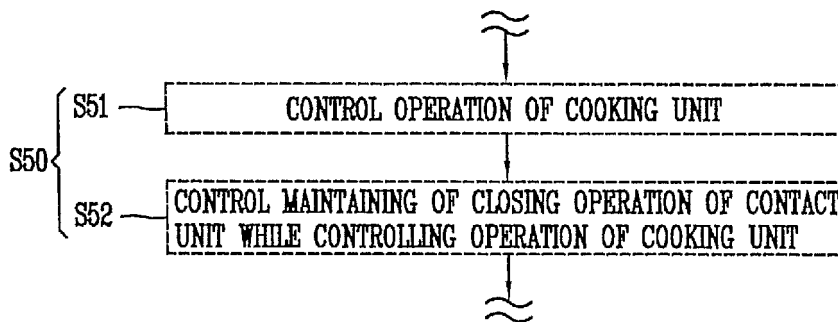 S50
S51
CONTROL OPERATION OF COOKING UNIT
S52
CONTROL MAINTAINING OF CLOSING OPERATION OF CONTACT
UNIT WHILE CONTROLLING OPERATION OF COOKING UNIT